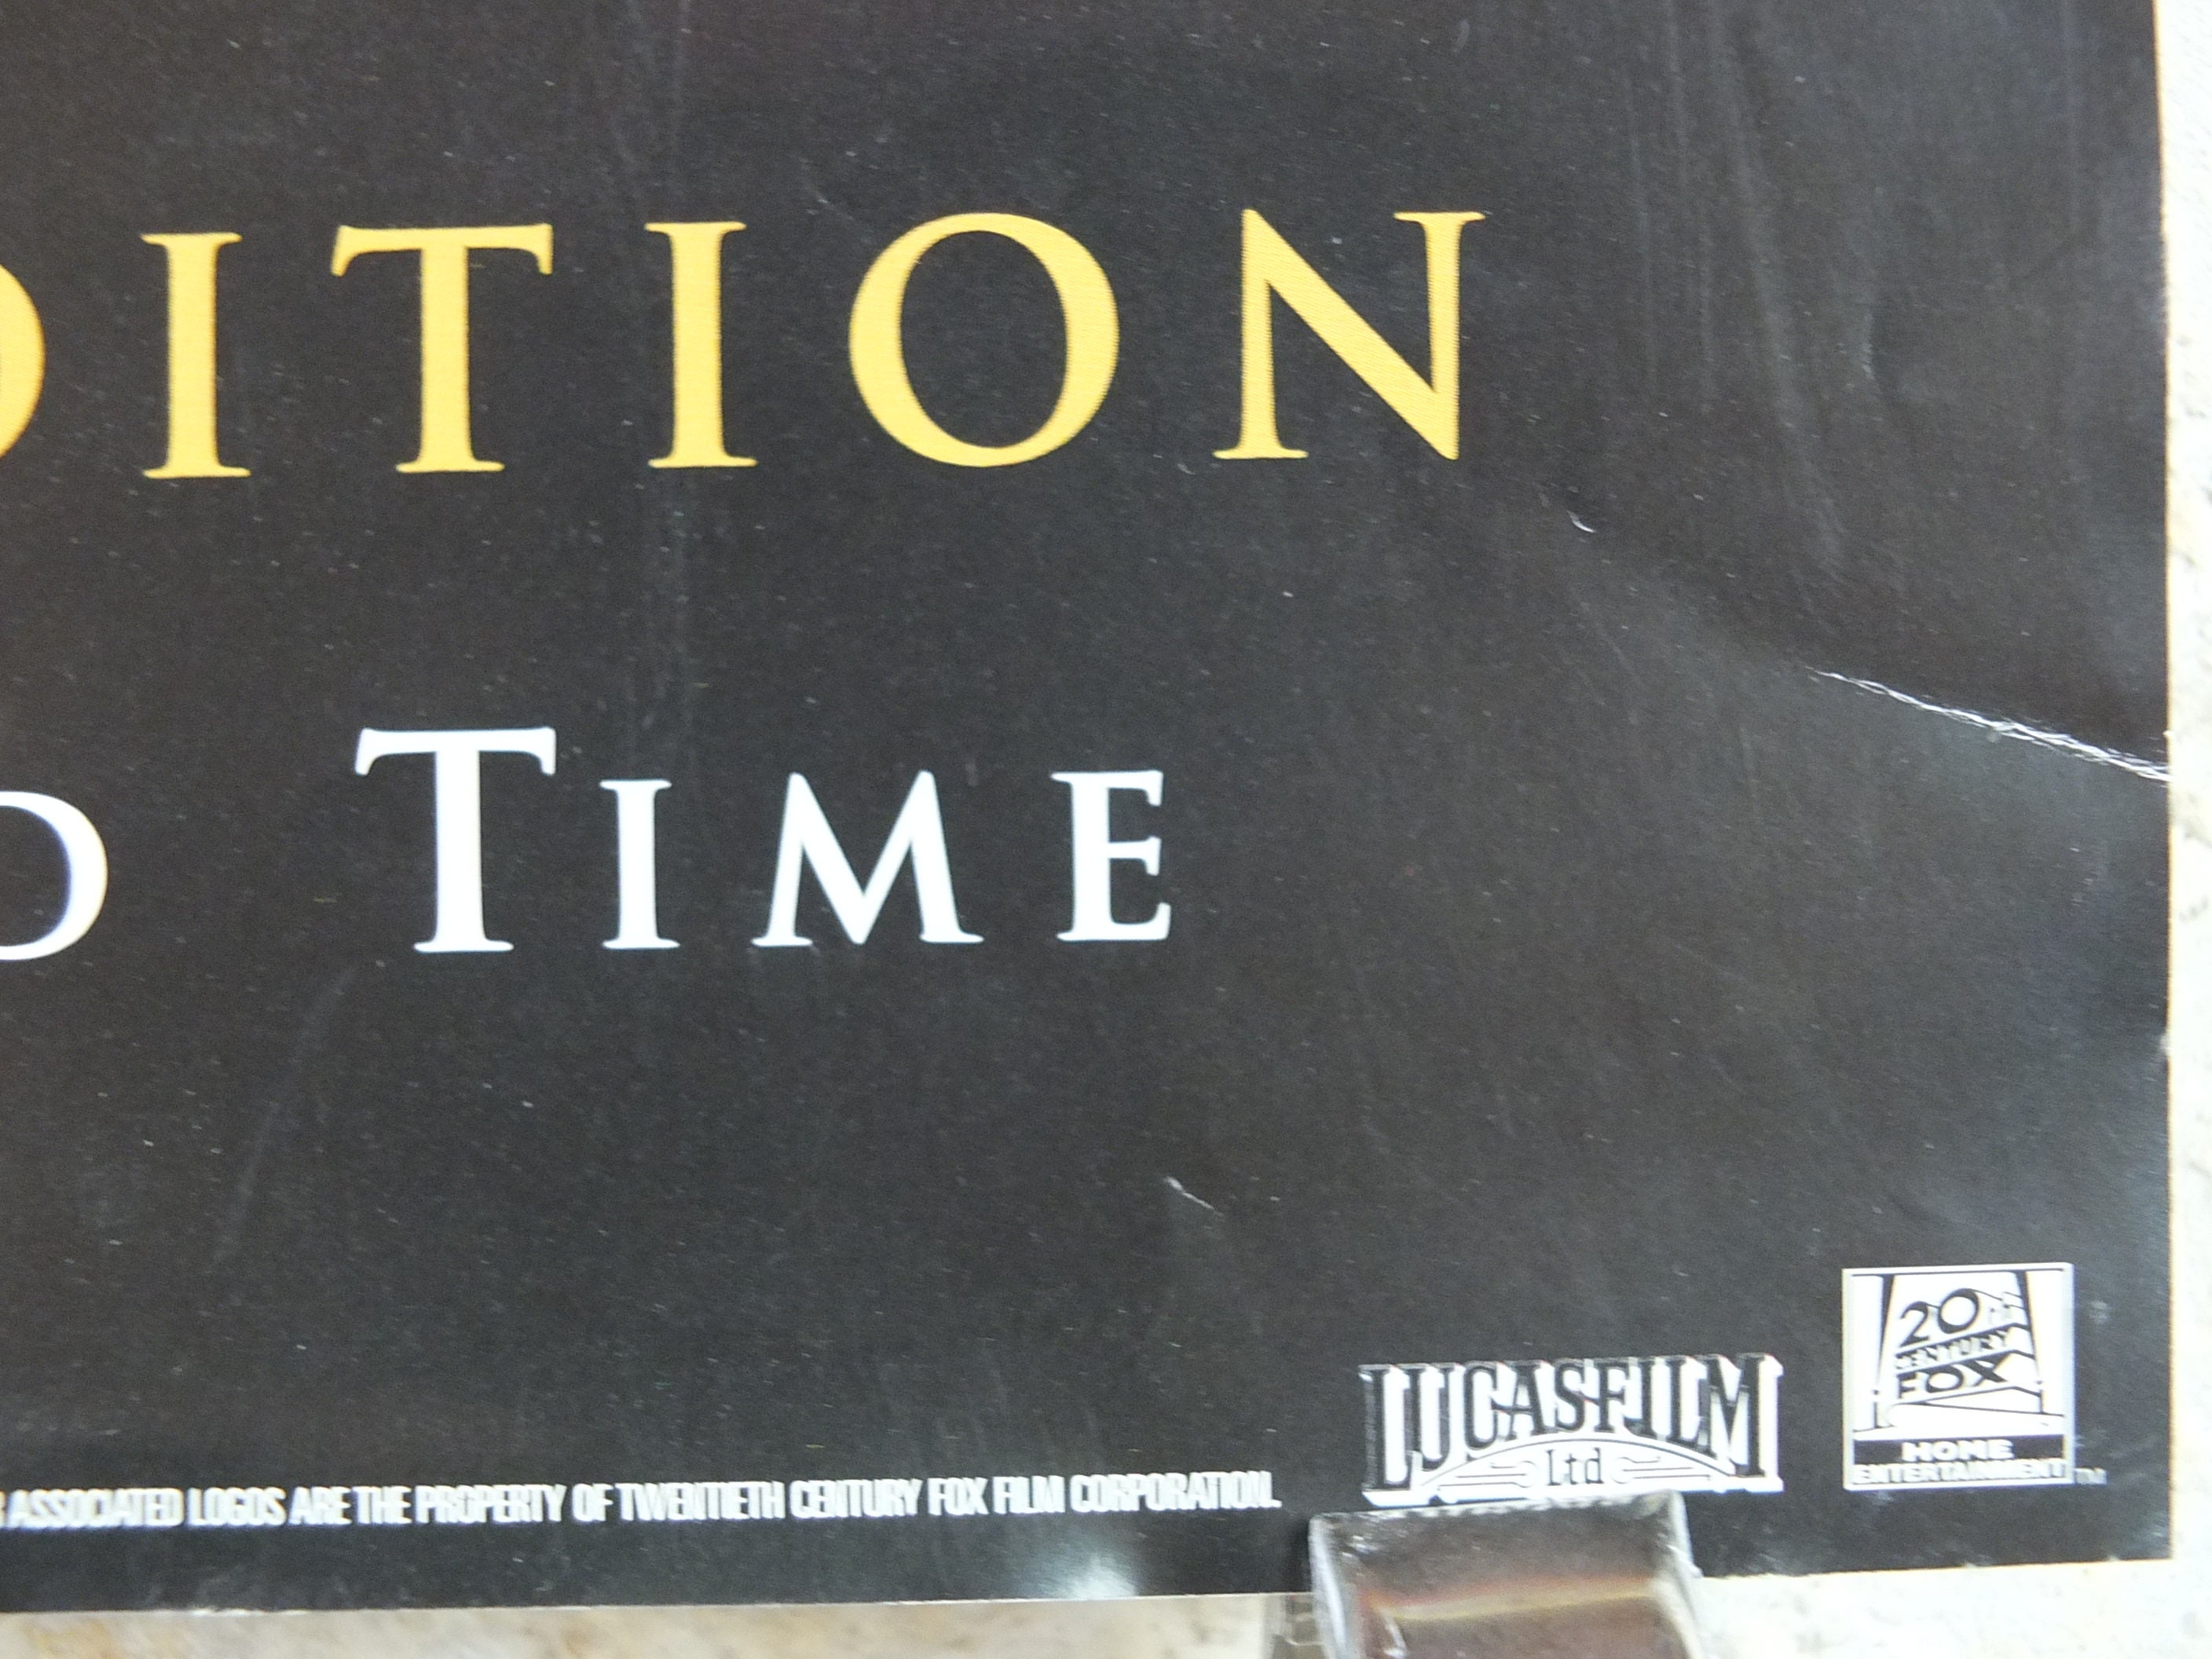 DITION
D TIME
ASSOCIATED LOGOS ARE THE PROPERTY OF TWENTIETH CENTURY FOX FILM CORPORATION.
LUCASFILM
Ltd
20TH
CENTURY
FOX
HOME
ENTERTAINMENT TM